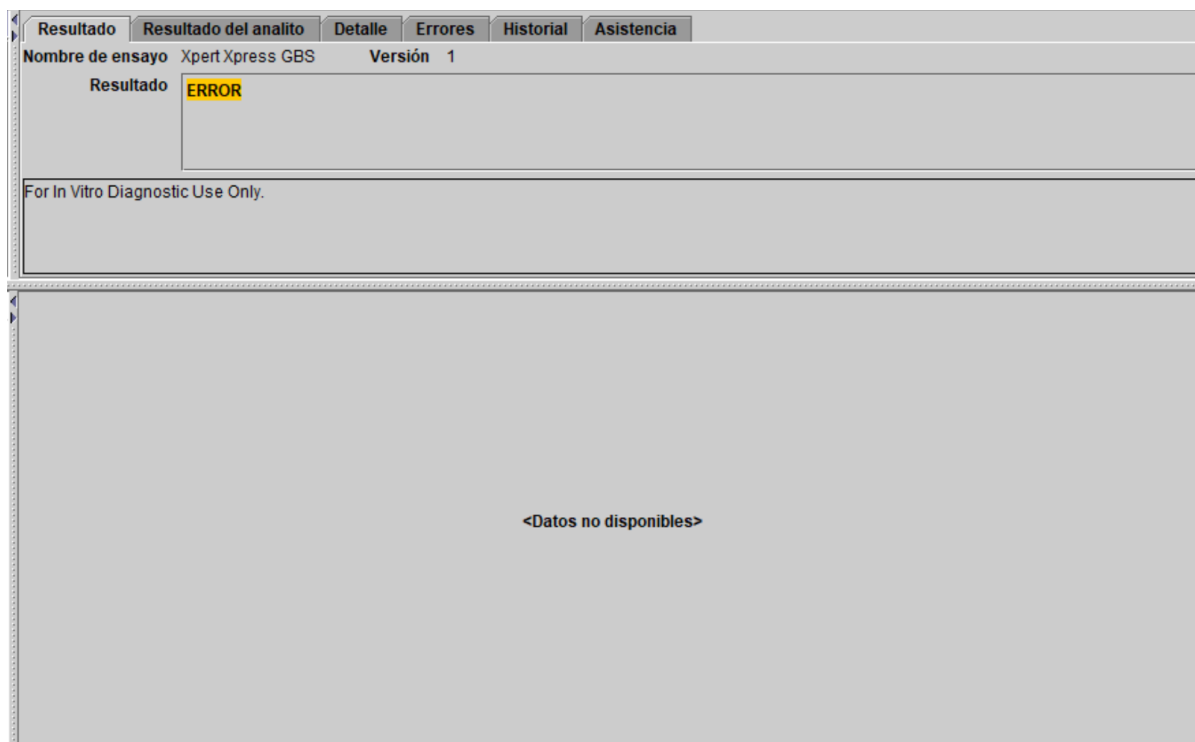 Resultado Resultado del analito Detalle Errores Historial Asistencia
Nombre de ensayo Xpert Xpress GBS Versión 1
Resultado ERROR
For In Vitro Diagnostic Use Only.
<Datos no disponibles>